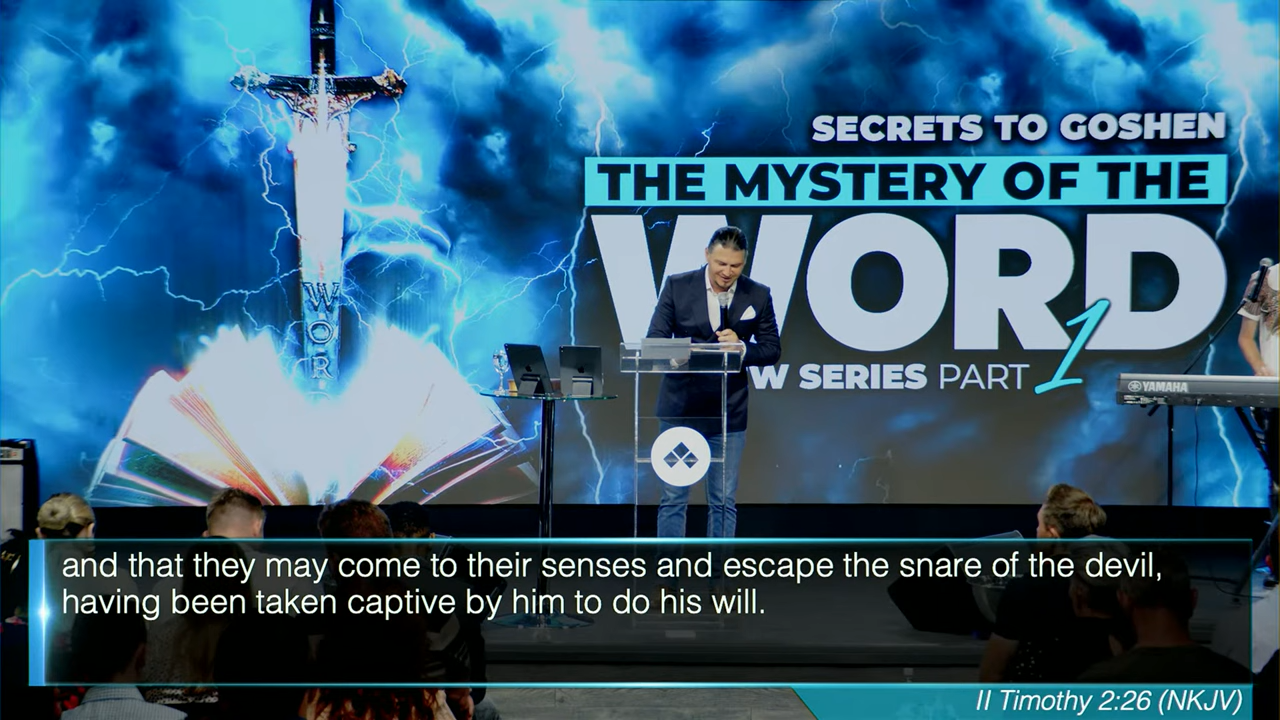 SECRETS TO GOSHEN
THE MYSTERY OF THE
WORD
W SERIES PART 1
WOR
YAMAHA
and that they may come to their senses and escape the snare of the devil,
having been taken captive by him to do his will.
II Timothy 2:26 (NKJV)